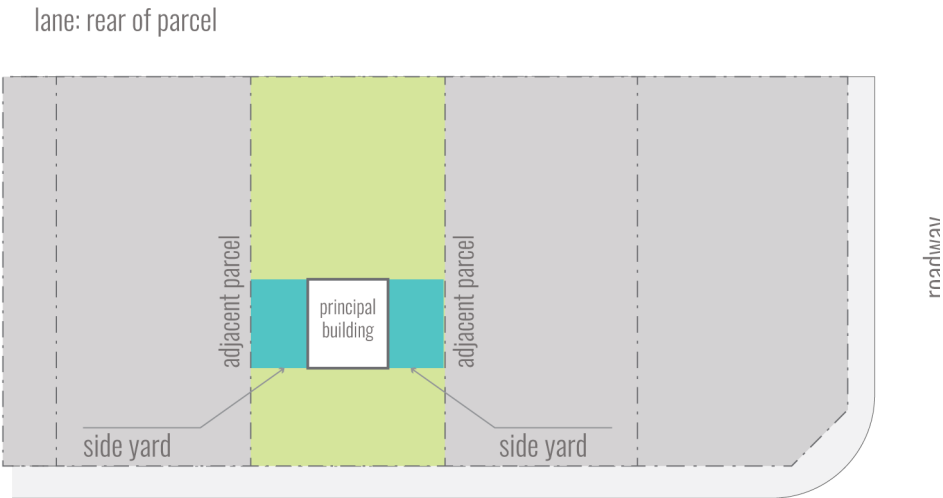 lane: rear of parcel
roadway
adjacent parcel
adjacent parcel
principal
building
side yard
side yard